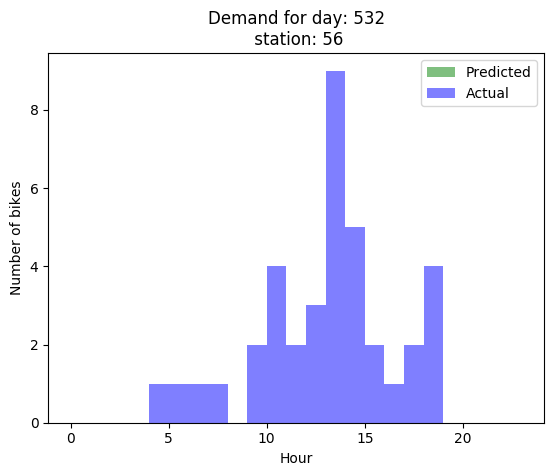 Demand for day: 532
station: 56
Predicted
Actual
Number of bikes
8
6
4
2
0
0 5 10 15 20
Hour